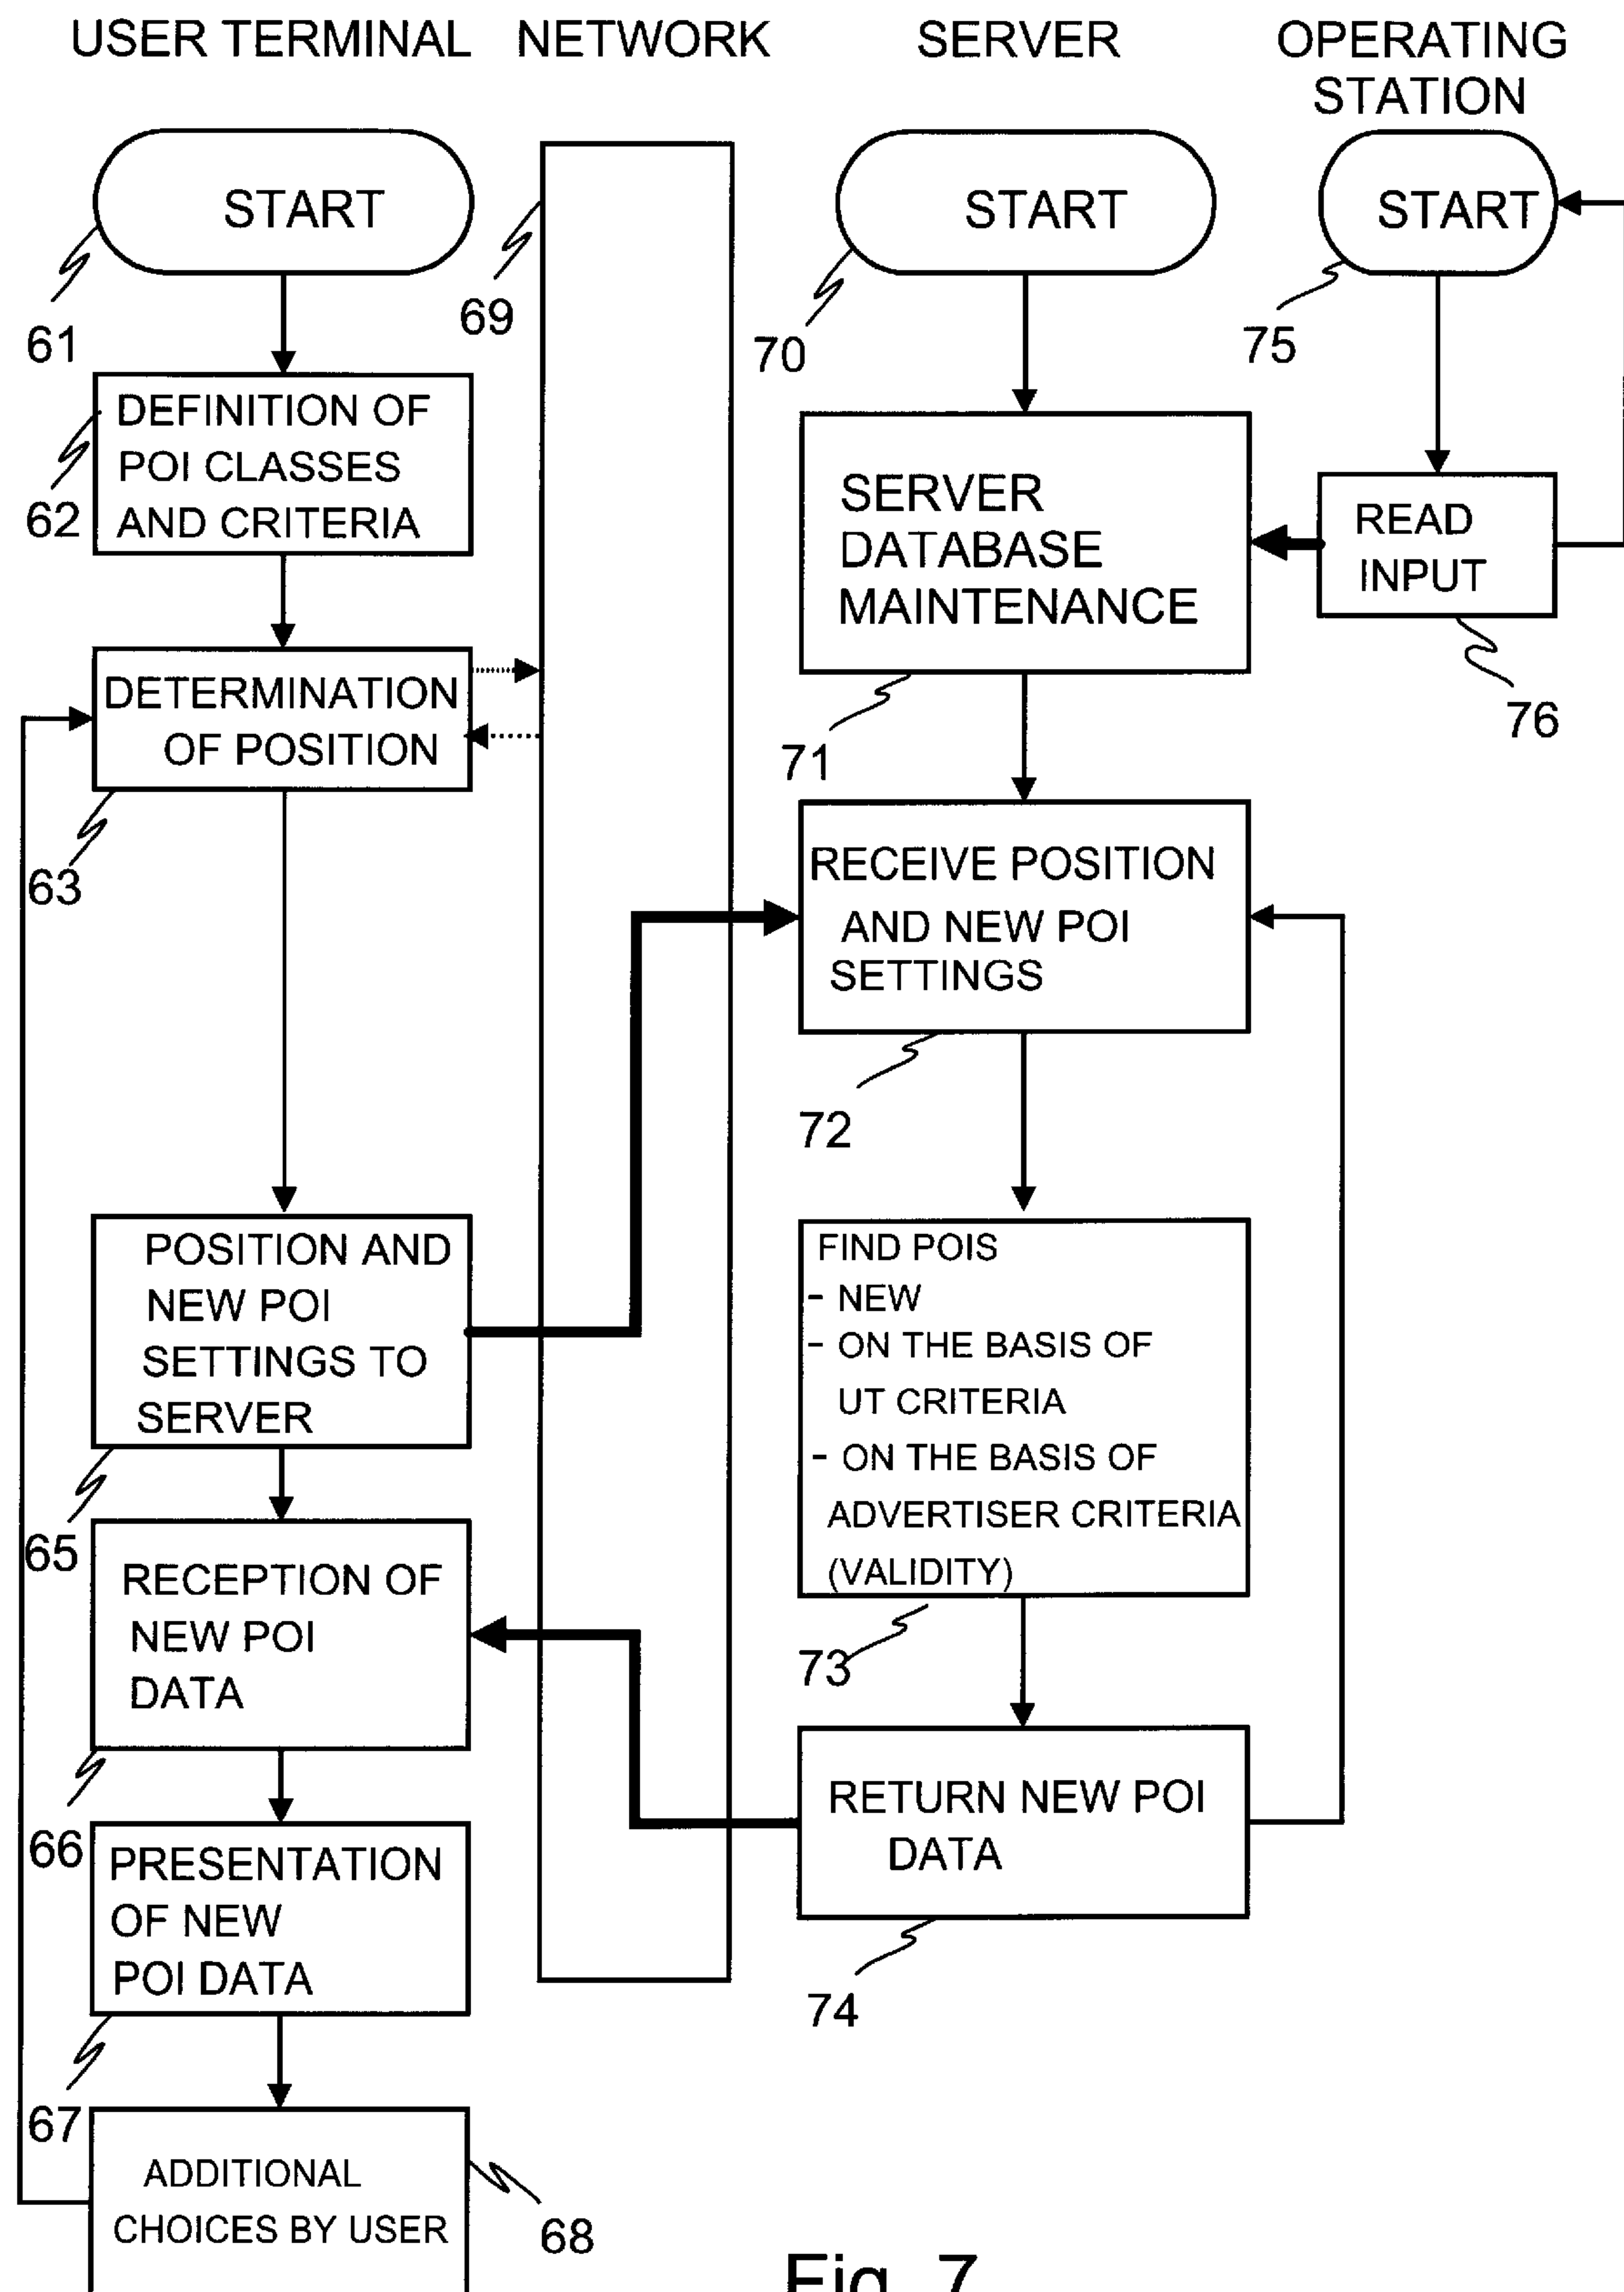 USER TERMINAL
NETWORK
SERVER
OPERATING
STATION
START
61
DEFINITION OF
POI CLASSES
AND CRITERIA
62
DETERMINATION
OF POSITION
63
POSITION AND
NEW POI
SETTINGS TO
SERVER
65
RECEPTION OF
NEW POI
DATA
66
PRESENTATION
OF NEW
POI DATA
67
ADDITIONAL
CHOICES BY USER
68
69
START
70
SERVER
DATABASE
MAINTENANCE
71
RECEIVE POSITION
AND NEW POI
SETTINGS
72
FIND POIS
- NEW
- ON THE BASIS OF
UT CRITERIA
- ON THE BASIS OF
ADVERTISER CRITERIA
(VALIDITY)
73
RETURN NEW POI
DATA
74
START
75
READ
INPUT
76
Fig. 7